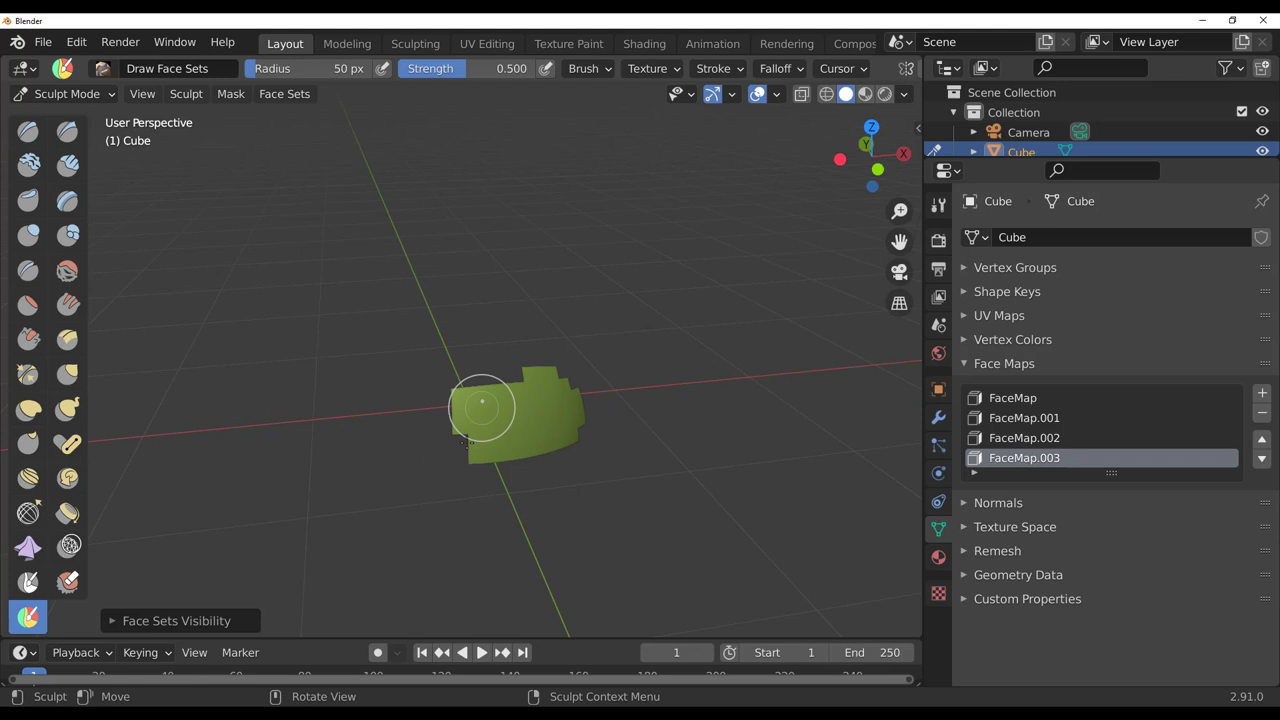 Blender
File Edit Render Window Help Layout Modeling Sculpting UV Editing Texture Paint Shading Animation Rendering Compos Scene View Layer
Draw Face Sets Radius 50 px Strength 0.500 Brush Texture Stroke Falloff Cursor
Sculpt Mode View Sculpt Mask Face Sets
Scene Collection
Collection
Camera
Cube
User Perspective
(1) Cube
Z
Y
X
Cube Cube
Cube
Vertex Groups
Shape Keys
UV Maps
Vertex Colors
Face Maps
FaceMap
FaceMap.001
FaceMap.002
FaceMap.003
Normals
Texture Space
Remesh
Geometry Data
Custom Properties
Face Sets Visibility
Playback Keying View Marker 1 Start 1 End 250
Sculpt Move Rotate View Sculpt Context Menu 2.91.0